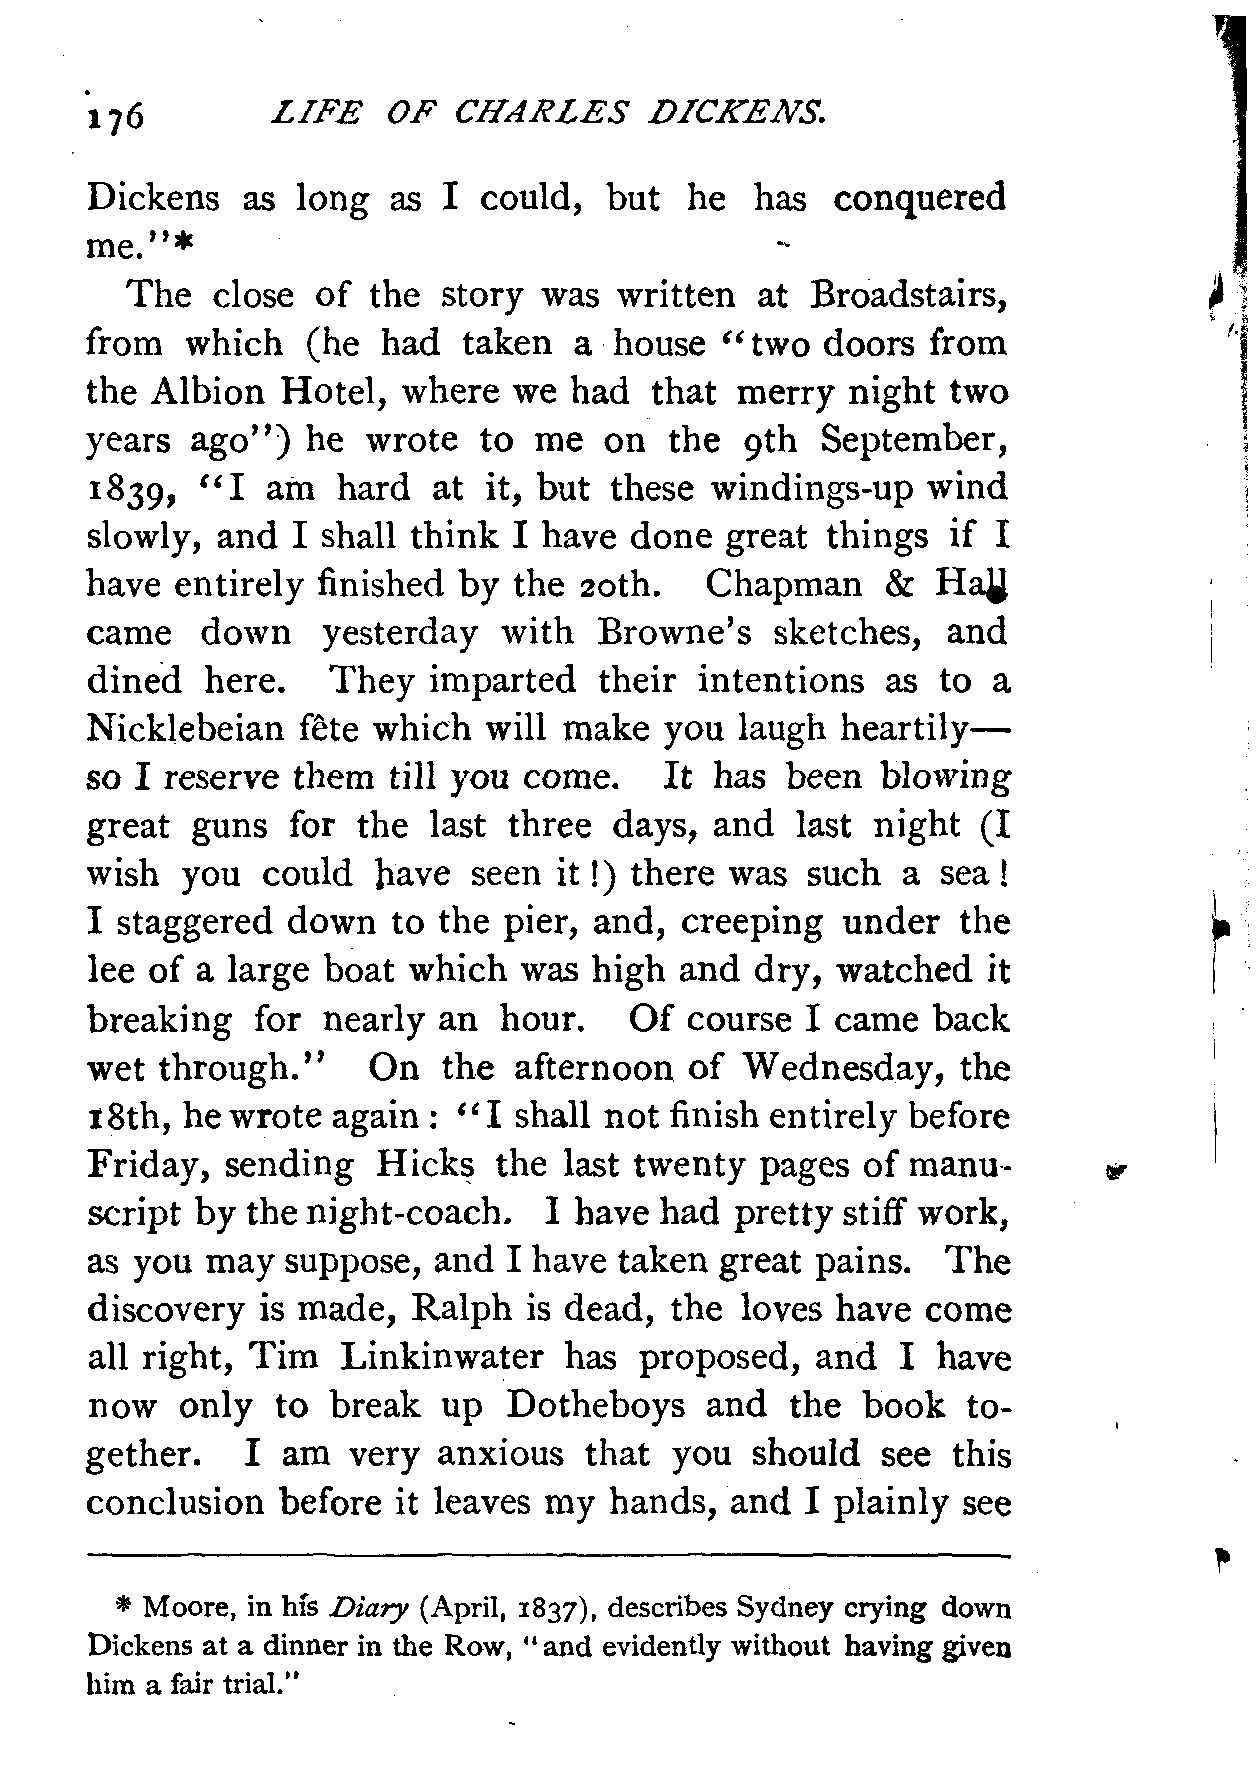 176 LIFE OF CHARLES DICKENS.
Dickens as long as I could, but he has conquered
me."*
The close of the story was written at Broadstairs,
from which (he had taken a house "two doors from
the Albion Hotel, where we had that merry night two
years ago") he wrote to me on the 9th September,
1839, "I am hard at it, but these windings-up wind
slowly, and I shall think I have done great things if I
have entirely finished by the 20th. Chapman & Hall
came down yesterday with Browne's sketches, and
dined here. They imparted their intentions as to a
Nicklebeian fête which will make you laugh heartily—
so I reserve them till you come. It has been blowing
great guns for the last three days, and last night (I
wish you could have seen it!) there was such a sea!
I staggered down to the pier, and, creeping under the
lee of a large boat which was high and dry, watched it
breaking for nearly an hour. Of course I came back
wet through." On the afternoon of Wednesday, the
18th, he wrote again: "I shall not finish entirely before
Friday, sending Hicks the last twenty pages of manu-
script by the night-coach. I have had pretty stiff work,
as you may suppose, and I have taken great pains. The
discovery is made, Ralph is dead, the loves have come
all right, Tim Linkinwater has proposed, and I have
now only to break up Dotheboys and the book to-
gether. I am very anxious that you should see this
conclusion before it leaves my hands, and I plainly see
* Moore, in his Diary (April, 1837), describes Sydney crying down
Dickens at a dinner in the Row, "and evidently without having given
him a fair trial."